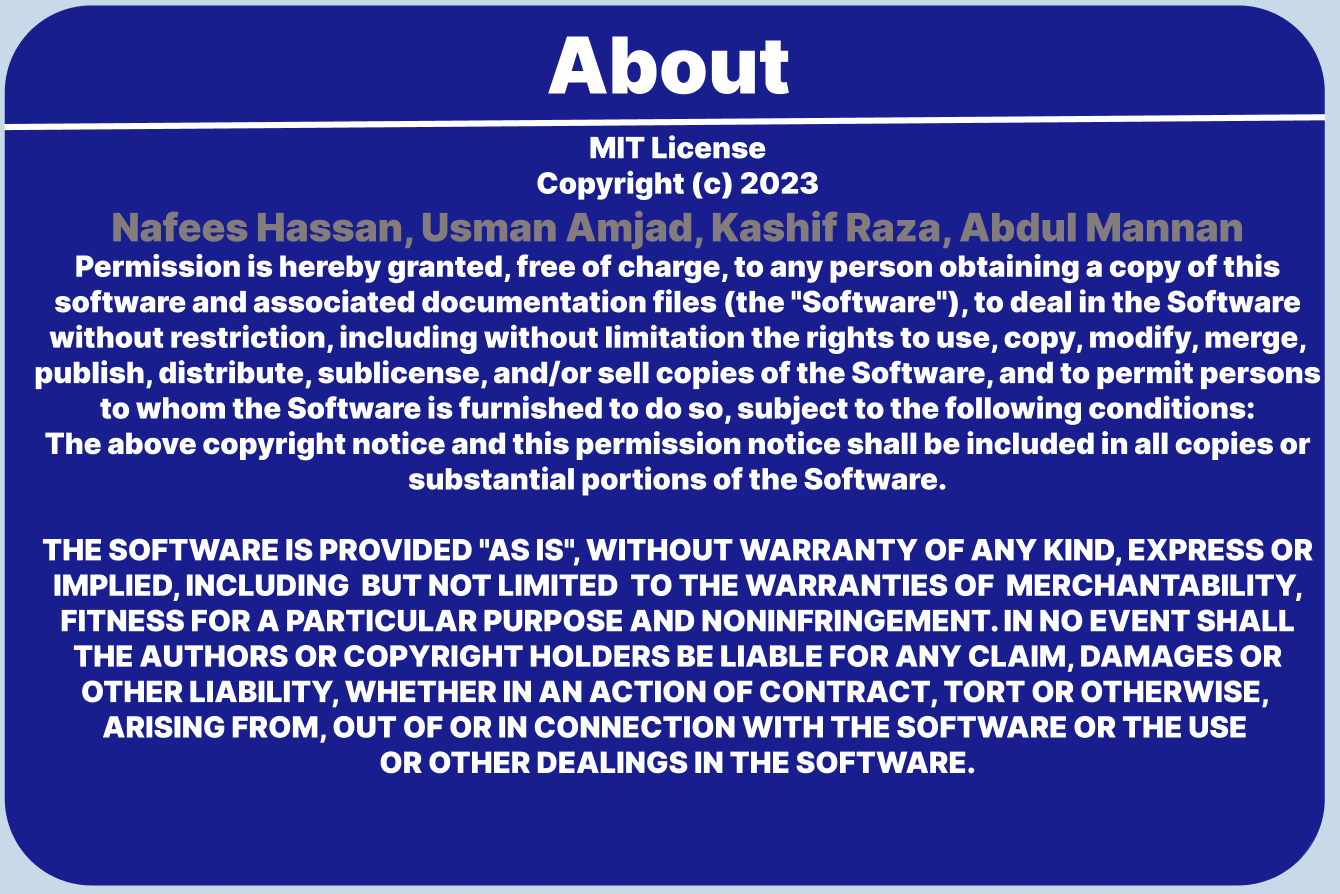 About
MIT License
Copyright (c) 2023
Nafees Hassan, Usman Amjad, Kashif Raza, Abdul Mannan
Permission is hereby granted, free of charge, to any person obtaining a copy of this
software and associated documentation files (the "Software"), to deal in the Software
without restriction, including without limitation the rights to use, copy, modify, merge,
publish, distribute, sublicense, and/or sell copies of the Software, and to permit persons
to whom the Software is furnished to do so, subject to the following conditions:
The above copyright notice and this permission notice shall be included in all copies or
substantial portions of the Software.
THE SOFTWARE IS PROVIDED "AS IS", WITHOUT WARRANTY OF ANY KIND, EXPRESS OR
IMPLIED, INCLUDING  BUT NOT LIMITED  TO THE WARRANTIES OF  MERCHANTABILITY,
FITNESS FOR A PARTICULAR PURPOSE AND NONINFRINGEMENT. IN NO EVENT SHALL
THE AUTHORS OR COPYRIGHT HOLDERS BE LIABLE FOR ANY CLAIM, DAMAGES OR
OTHER LIABILITY, WHETHER IN AN ACTION OF CONTRACT, TORT OR OTHERWISE,
ARISING FROM, OUT OF OR IN CONNECTION WITH THE SOFTWARE OR THE USE
OR OTHER DEALINGS IN THE SOFTWARE.